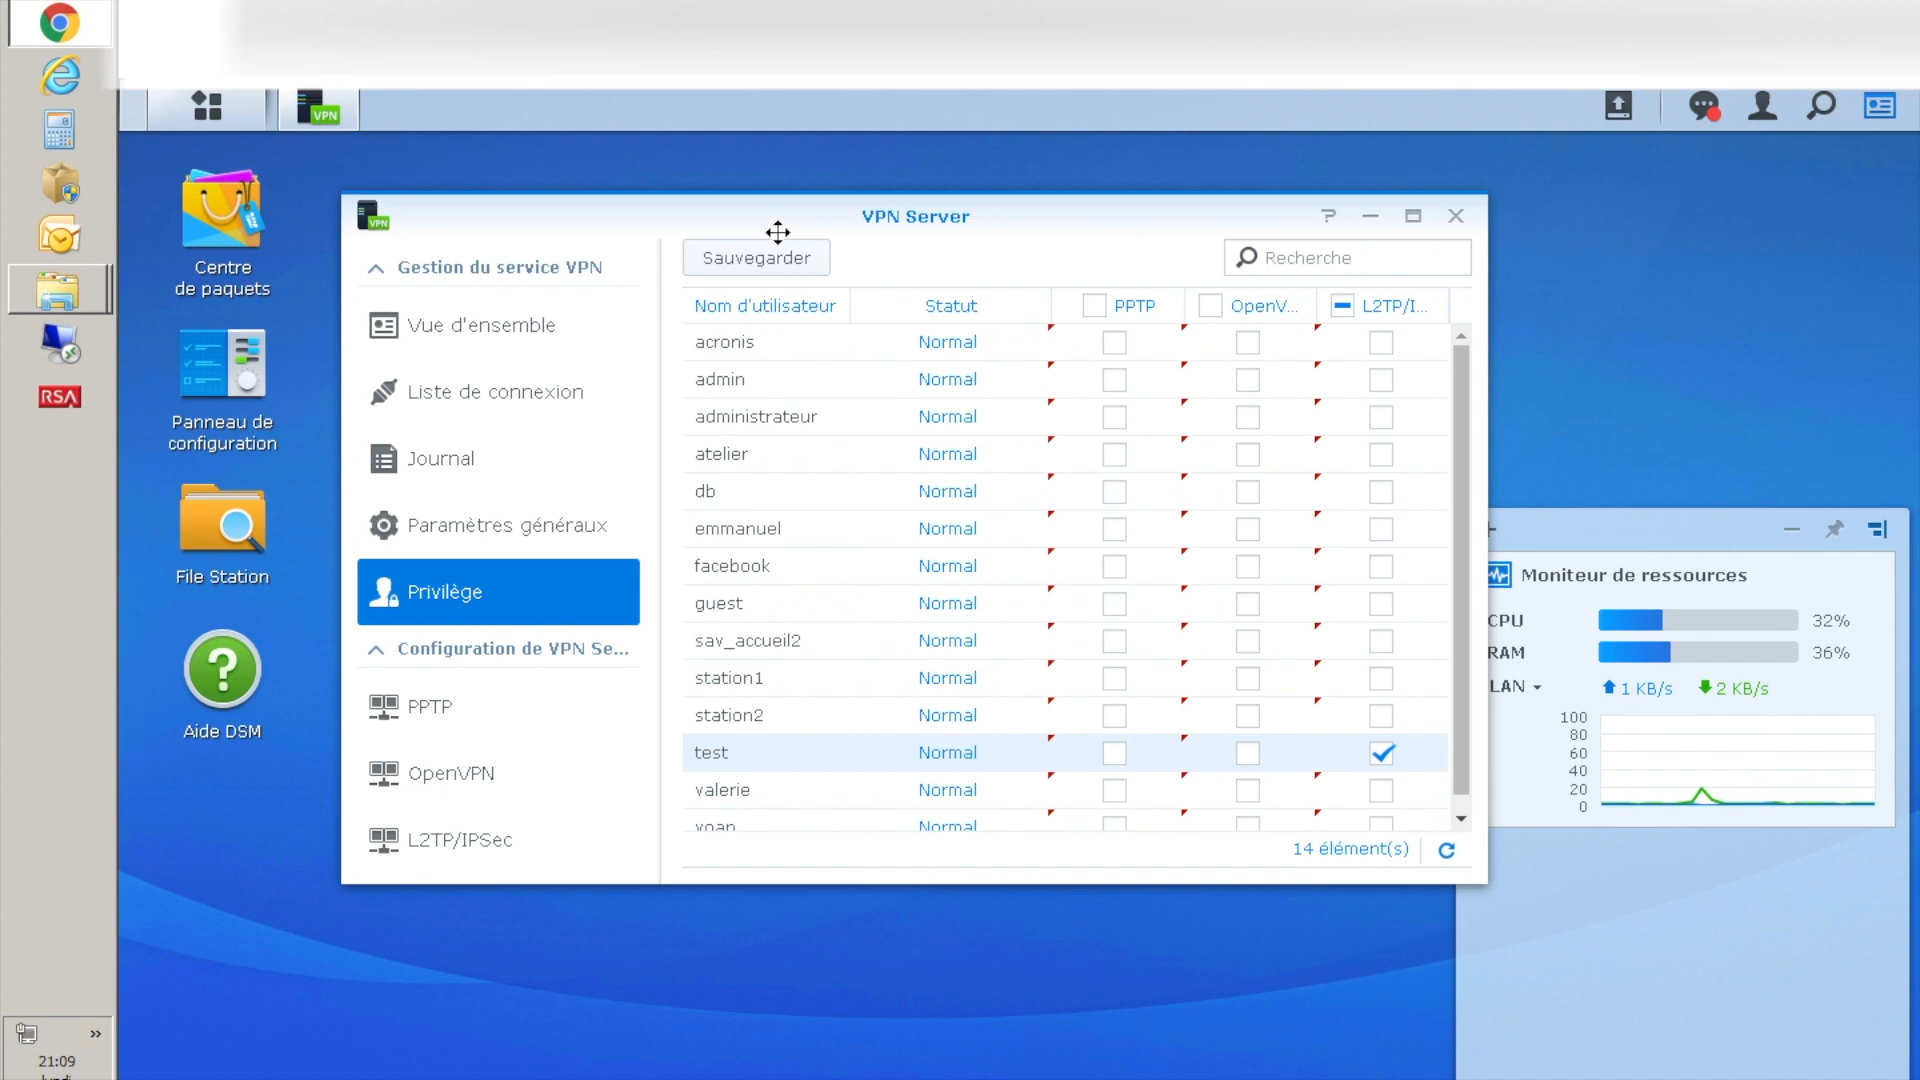 VPN
Centre
de paquets
Panneau de
configuration
File Station
Aide DSM
RSA
21:09
lundi
VPN
VPN Server
Gestion du service VPN
Vue d'ensemble
Liste de connexion
Journal
Paramètres généraux
Privilège
Configuration de VPN Se...
PPTP
OpenVPN
L2TP/IPSec
Sauvegarder
Recherche
Nom d'utilisateur Statut PPTP OpenV... L2TP/I...
acronis Normal
admin Normal
administrateur Normal
atelier Normal
db Normal
emmanuel Normal
facebook Normal
guest Normal
sav_accueil2 Normal
station1 Normal
station2 Normal
test Normal
valerie Normal
yoan Normal
14 élément(s)
Moniteur de ressources
CPU 32%
RAM 36%
LAN 1 KB/s 2 KB/s
100
80
60
40
20
0